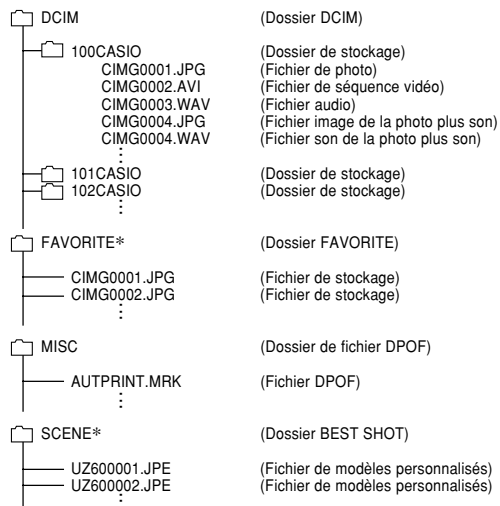 DCIM (Dossier DCIM)
100CASIO (Dossier de stockage)
CIMG0001.JPG (Fichier de photo)
CIMG0002.AVI (Fichier de séquence vidéo)
CIMG0003.WAV (Fichier audio)
CIMG0004.JPG (Fichier image de la photo plus son)
CIMG0004.WAV (Fichier son de la photo plus son)
101CASIO (Dossier de stockage)
102CASIO (Dossier de stockage)
FAVORITE* (Dossier FAVORITE)
CIMG0001.JPG (Fichier de stockage)
CIMG0002.JPG (Fichier de stockage)
MISC (Dossier de fichier DPOF)
AUTPRINT.MRK (Fichier DPOF)
SCENE* (Dossier BEST SHOT)
UZ600001.JPE (Fichier de modèles personnalisés)
UZ600002.JPE (Fichier de modèles personnalisés)